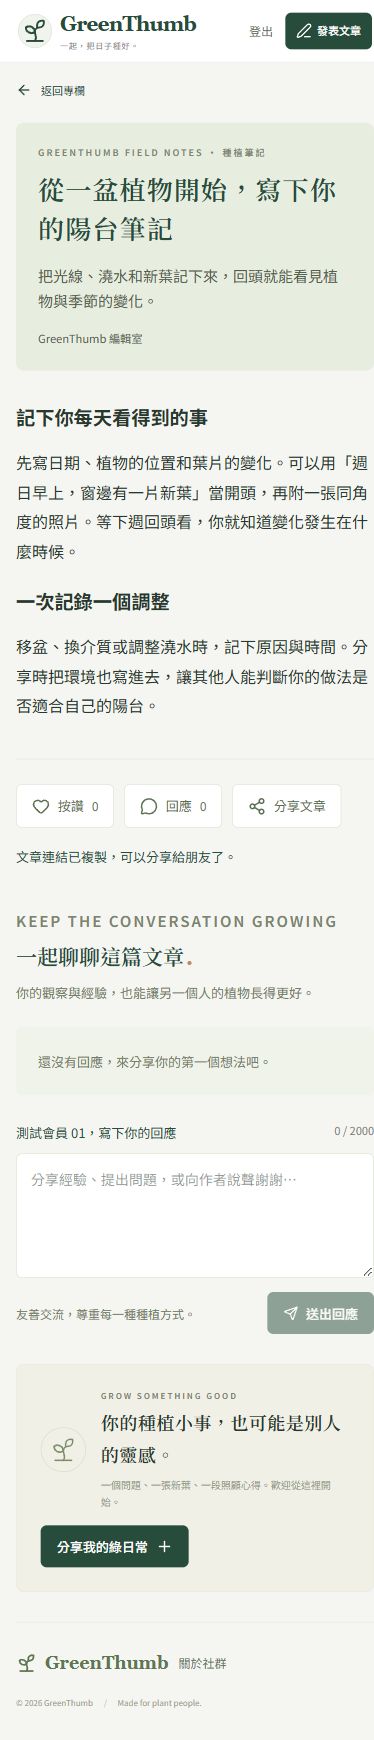 GreenThumb
一起，把日子種好。
登出
發表文章
返回專欄
GREENTHUMB FIELD NOTES · 種植筆記
從一盆植物開始，寫下你
的陽台筆記
把光線、澆水和新葉記下來，回頭就能看見植
物與季節的變化。
GreenThumb 編輯室
記下你每天看得到的事
先寫日期、植物的位置和葉片的變化。可以用「週
日早上，窗邊有一片新葉」當開頭，再附一張同角
度的照片。等下週回頭看，你就知道變化發生在什
麼時候。
一次記錄一個調整
移盆、換介質或調整澆水時，記下原因與時間。分
享時把環境也寫進去，讓其他人能判斷你的做法是
否適合自己的陽台。
按讚 0
回應 0
分享文章
文章連結已複製，可以分享給朋友了。
KEEP THE CONVERSATION GROWING
一起聊聊這篇文章.
你的觀察與經驗，也能讓另一個人的植物長得更好。
還沒有回應，來分享你的第一個想法吧。
測試會員 01，寫下你的回應
0 / 2000
分享經驗、提出問題，或向作者說聲謝謝⋯
友善交流，尊重每一種種植方式。
送出回應
GROW SOMETHING GOOD
你的種植小事，也可能是別人
的靈感。
一個問題、一張新葉、一段照顧心得。歡迎從這裡開
始。
分享我的綠日常
GreenThumb
關於社群
© 2026 GreenThumb / Made for plant people.